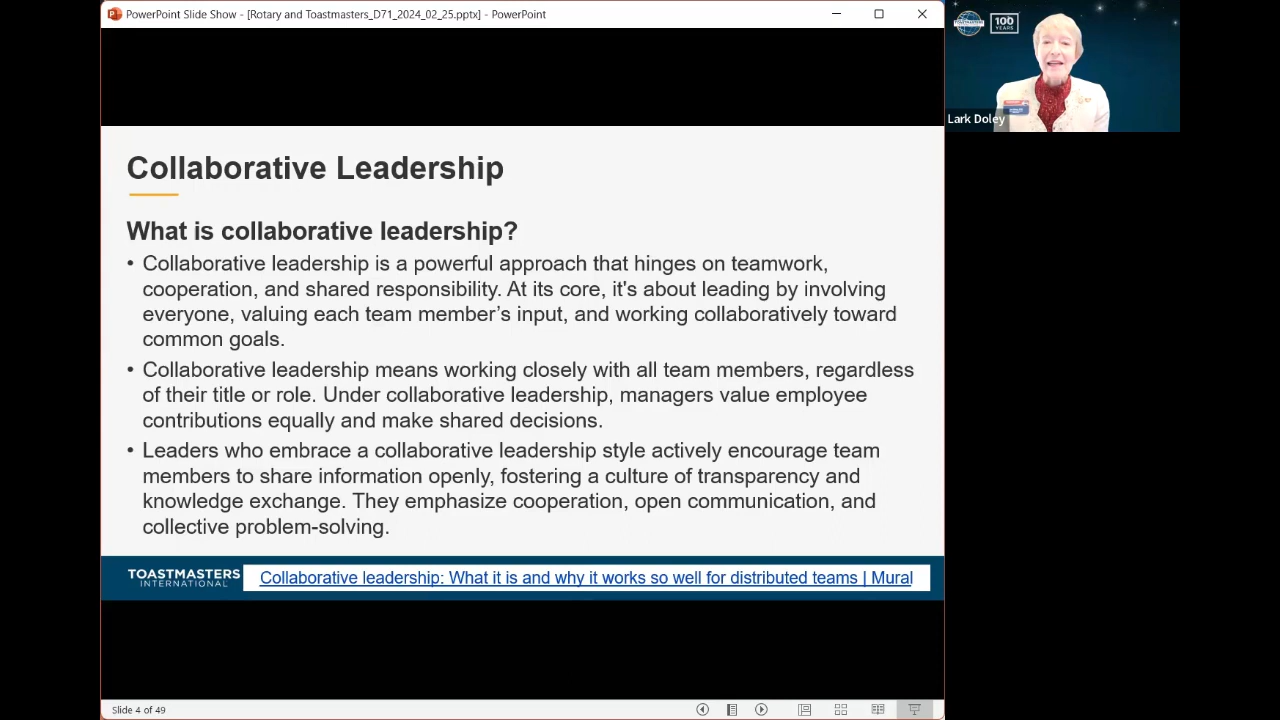 PowerPoint Slide Show - [Rotary and Toastmasters_D71_2024_02_25.pptx] - PowerPoint
TOASTMASTERS
100
YEARS
Lark Doley
Collaborative Leadership
What is collaborative leadership?
• Collaborative leadership is a powerful approach that hinges on teamwork,
cooperation, and shared responsibility. At its core, it's about leading by involving
everyone, valuing each team member’s input, and working collaboratively toward
common goals.
• Collaborative leadership means working closely with all team members, regardless
of their title or role. Under collaborative leadership, managers value employee
contributions equally and make shared decisions.
• Leaders who embrace a collaborative leadership style actively encourage team
members to share information openly, fostering a culture of transparency and
knowledge exchange. They emphasize cooperation, open communication, and
collective problem-solving.
TOASTMASTERS
INTERNATIONAL
Collaborative leadership: What it is and why it works so well for distributed teams | Mural
Slide 4 of 49